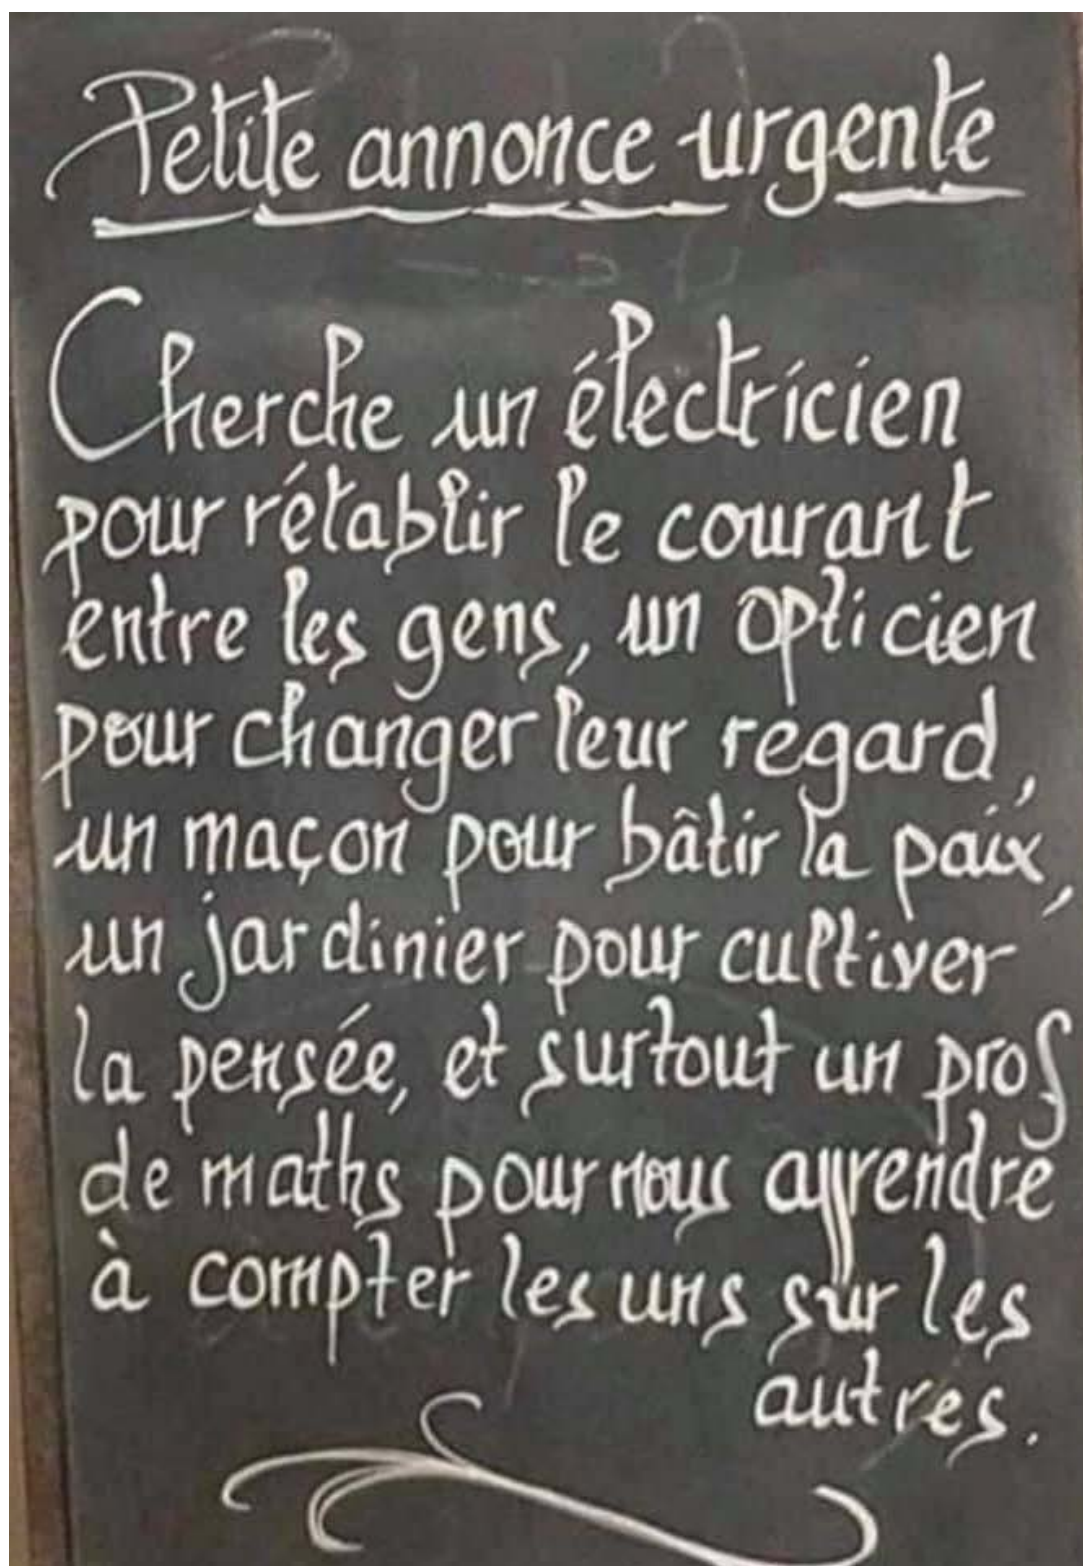 Petite annonce urgente
Cherche un électricien
pour rétablir le courant
entre les gens, un opticien
pour changer leur regard,
un maçon pour bâtir la paix,
un jardinier pour cultiver
la pensée, et surtout un prof
de maths pour nous apprendre
à compter les uns sur les
autres.